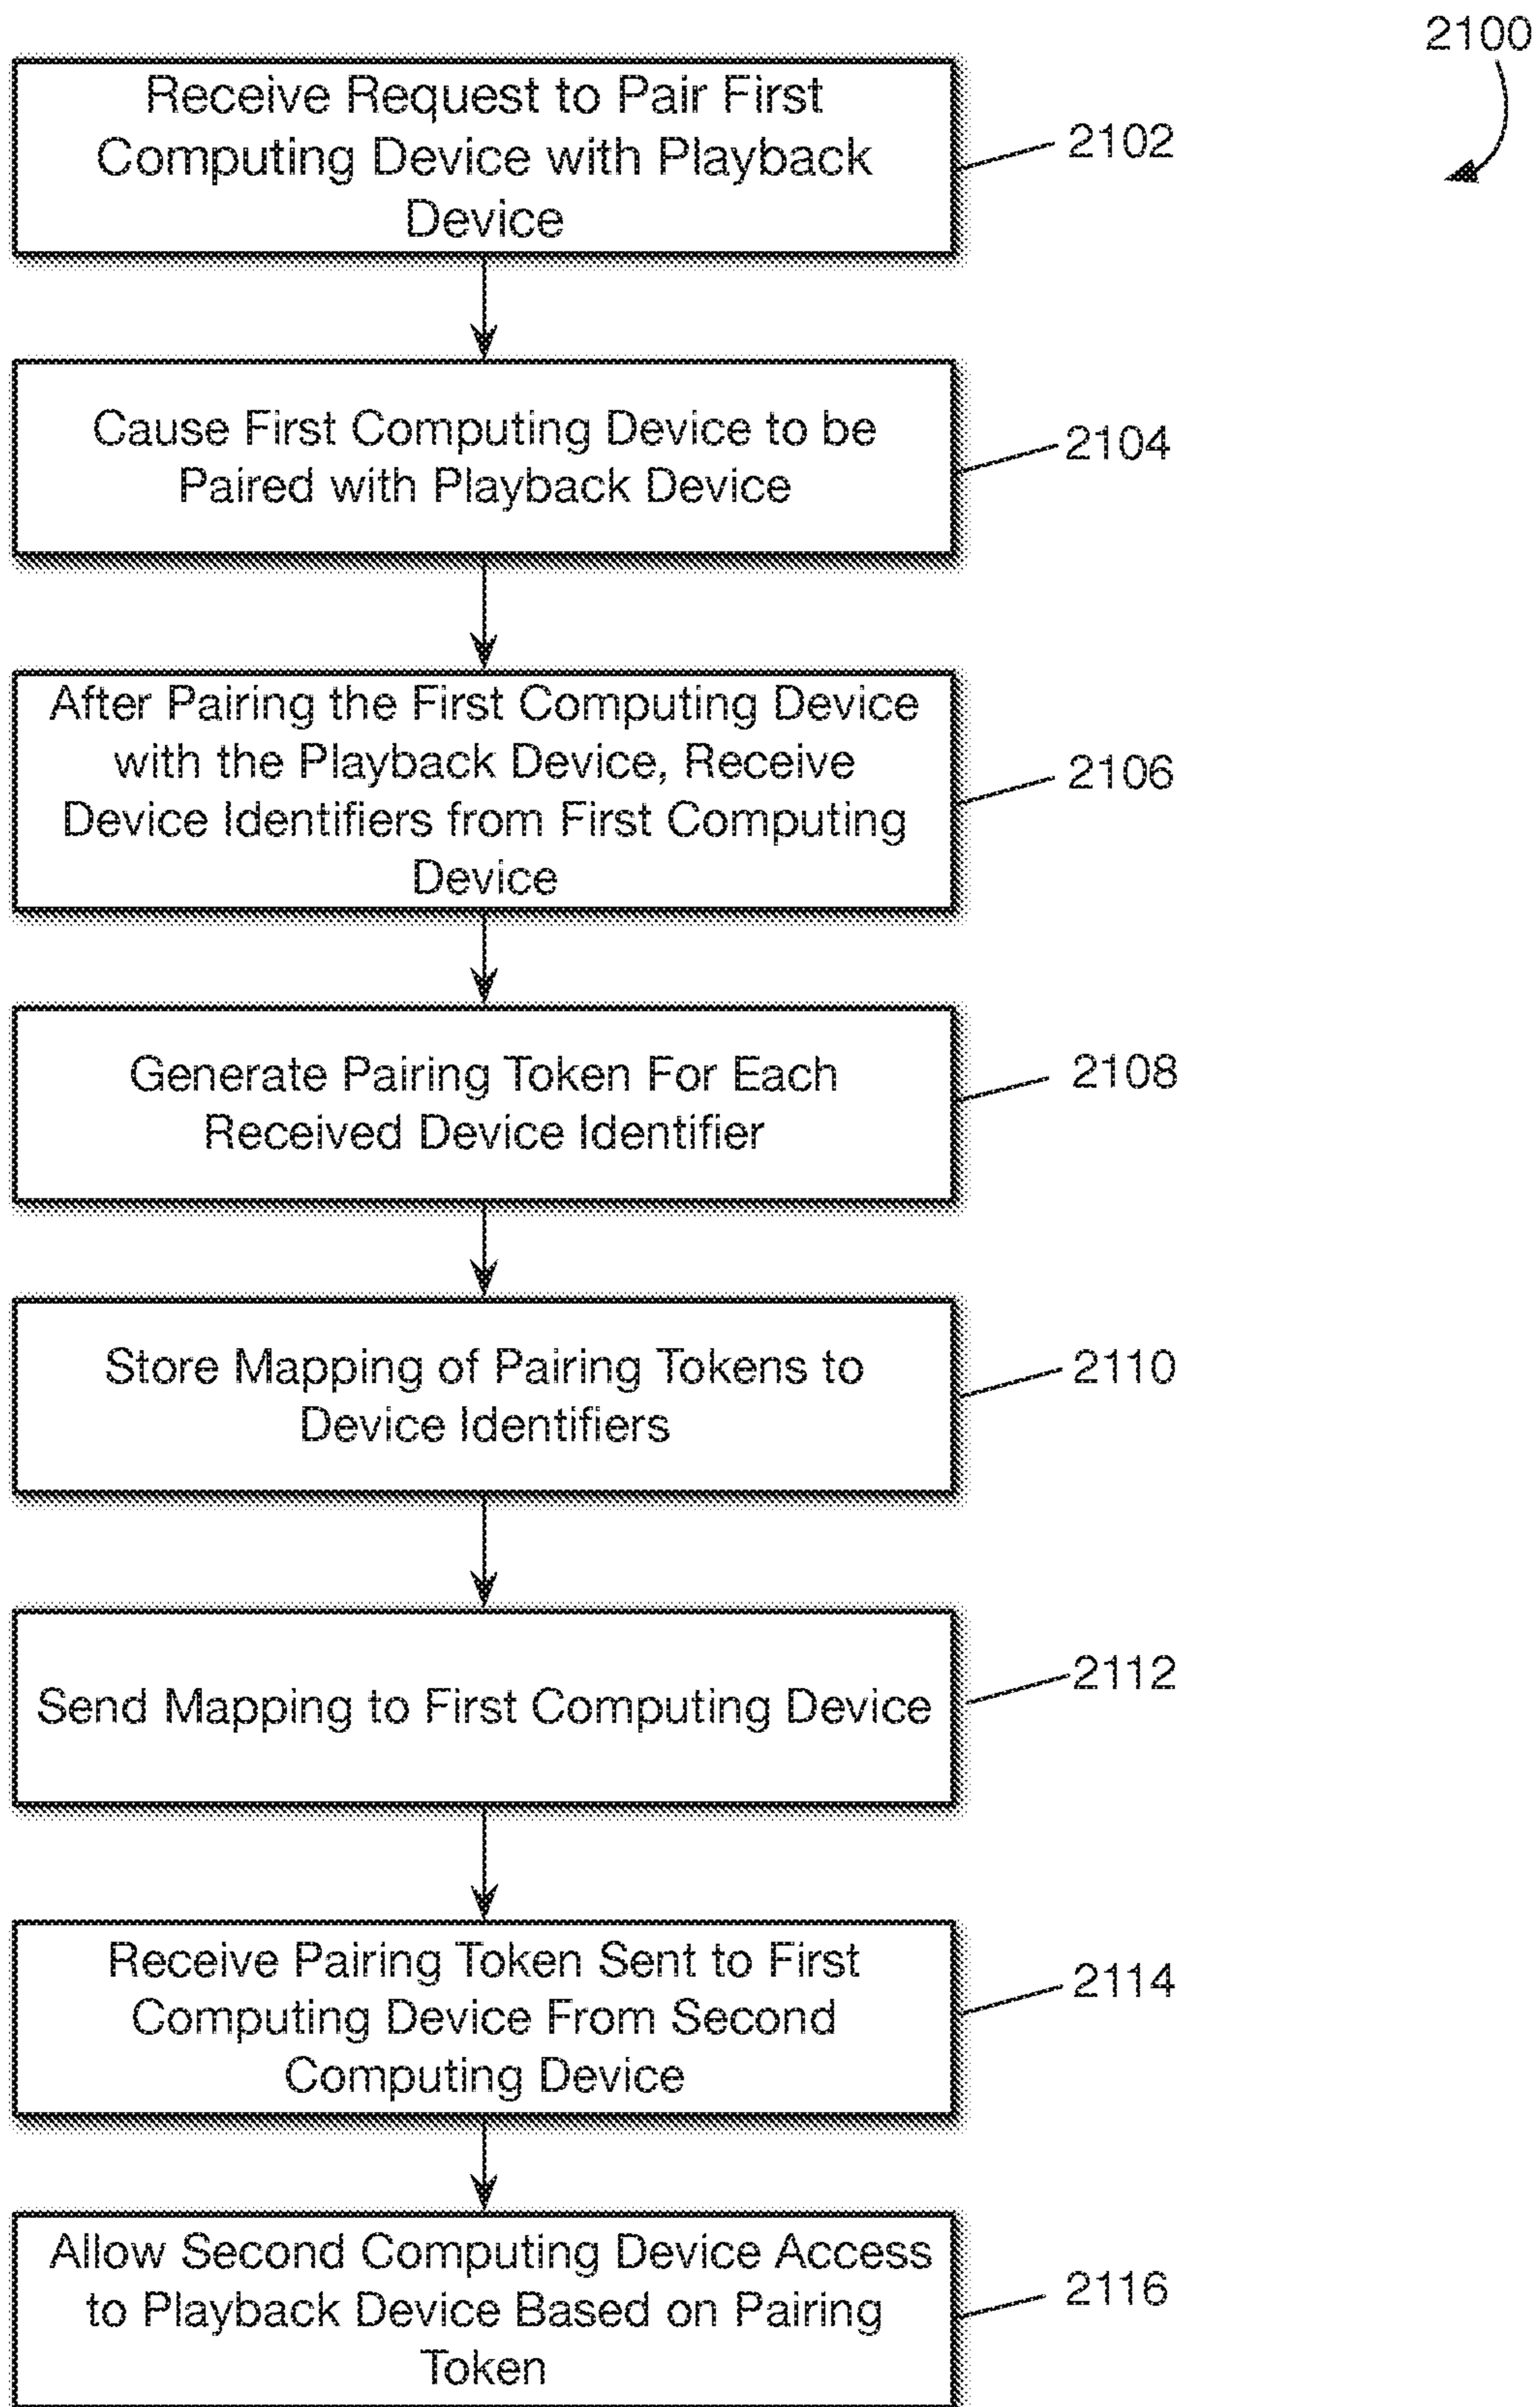 2100
Receive Request to Pair First
Computing Device with Playback
Device
2102
Cause First Computing Device to be
Paired with Playback Device
2104
After Pairing the First Computing Device
with the Playback Device, Receive
Device Identifiers from First Computing
Device
2106
Generate Pairing Token For Each
Received Device Identifier
2108
Store Mapping of Pairing Tokens to
Device Identifiers
2110
Send Mapping to First Computing Device
2112
Receive Pairing Token Sent to First
Computing Device From Second
Computing Device
2114
Allow Second Computing Device Access
to Playback Device Based on Pairing
Token
2116